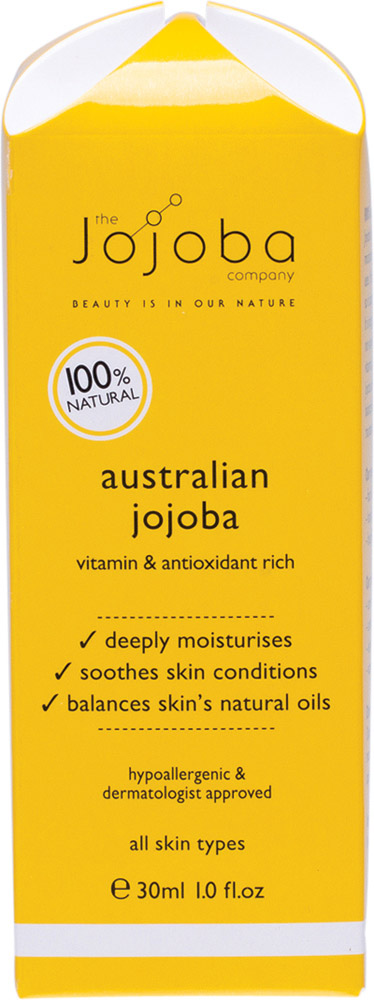 the
Jojoba
company
BEAUTY IS IN OUR NATURE
100%
NATURAL
australian
jojoba
vitamin & antioxidant rich
✓ deeply moisturises
✓ soothes skin conditions
✓ balances skin's natural oils
hypoallergenic &
dermatologist approved
all skin types
℮ 30ml 1.0 fl.oz